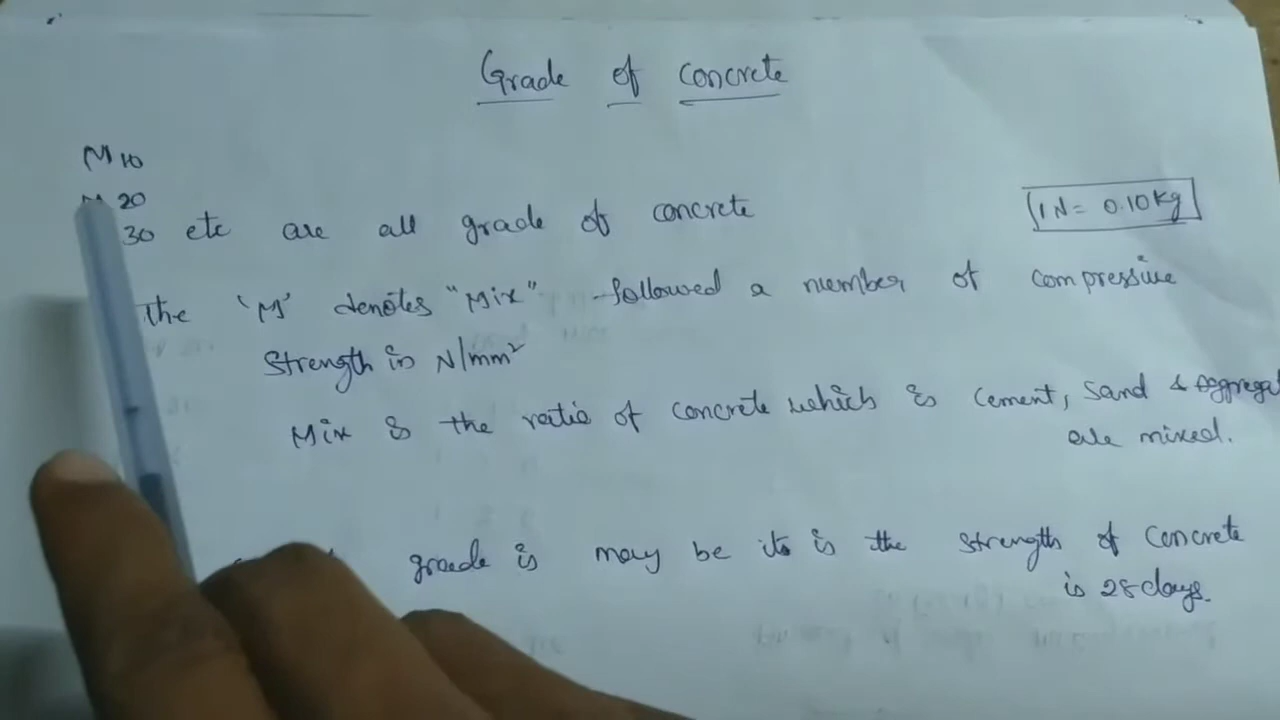 Grade of concrete
M10
M 20
30 etc are all grade of concrete
1N = 0.10kg
The 'M' denotes "Mix" followed a number of compressive
Strength is N/mm²
Mix is the ratio of concrete which is cement, sand & Aggregat
are mixed.
grade is may be its is the strength of concrete
is 28 days.